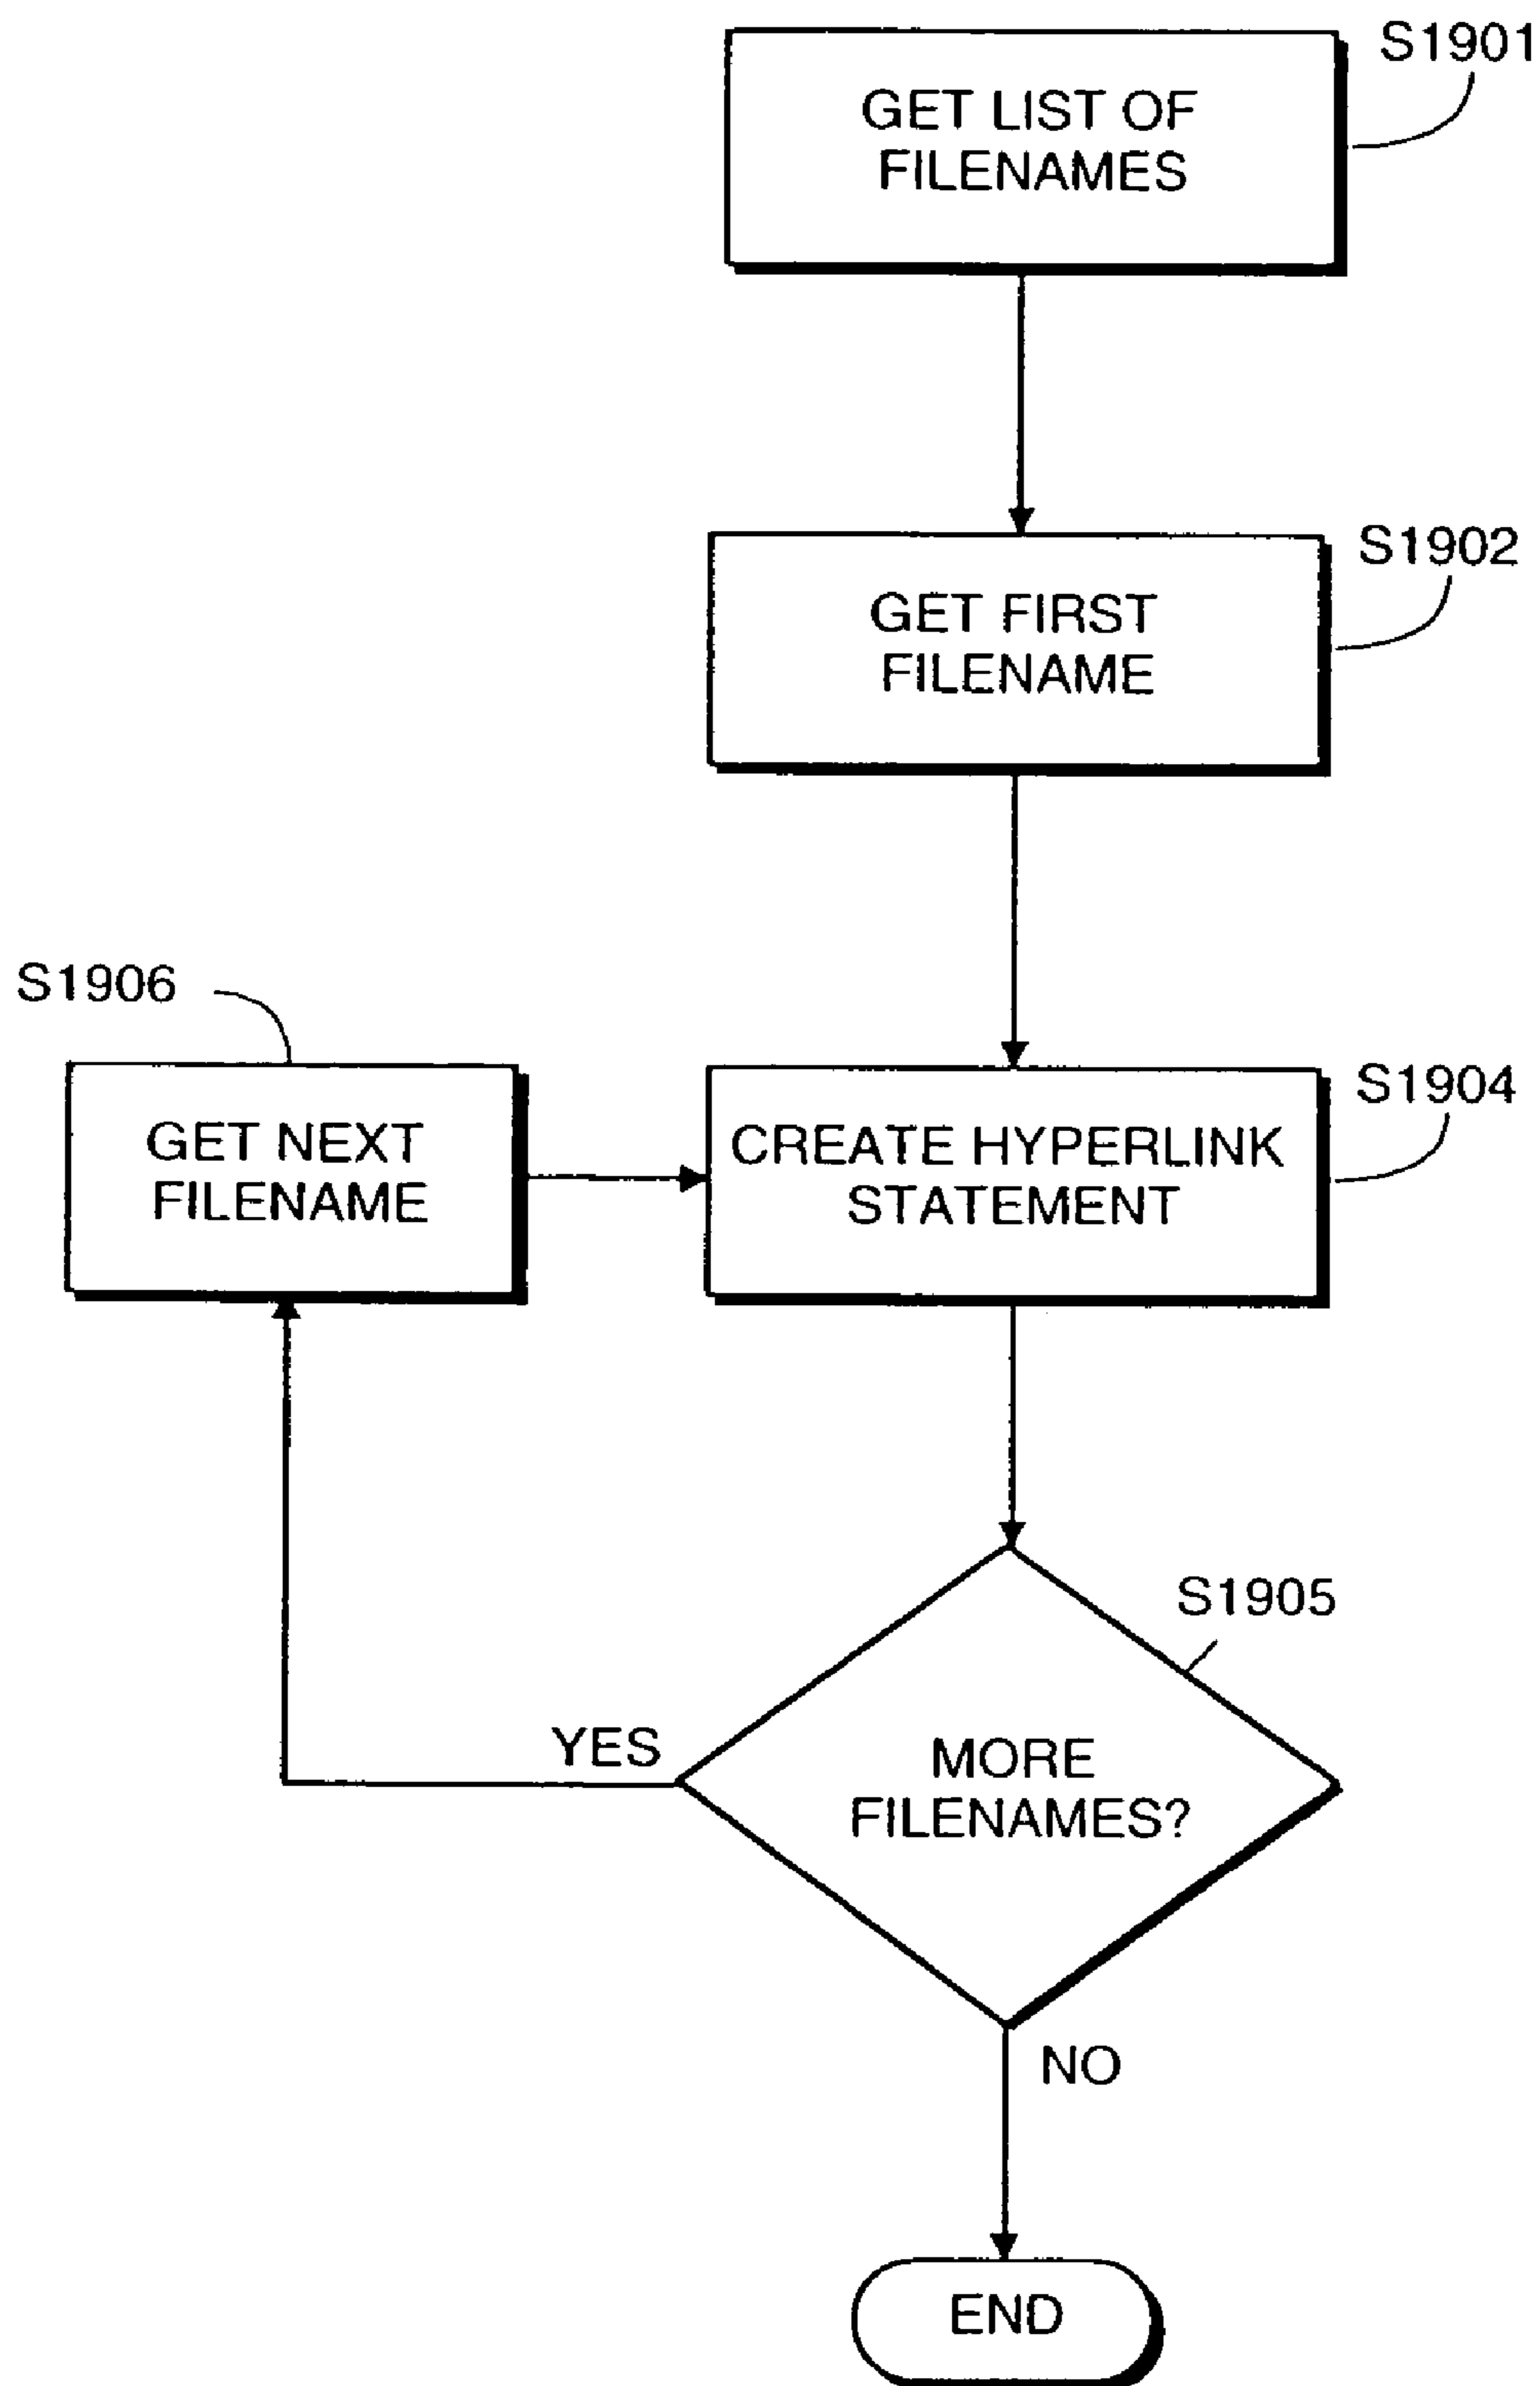 S1901
GET LIST OF
FILENAMES
S1902
GET FIRST
FILENAME
S1906
GET NEXT
FILENAME
S1904
CREATE HYPERLINK
STATEMENT
S1905
MORE
FILENAMES?
YES
NO
END